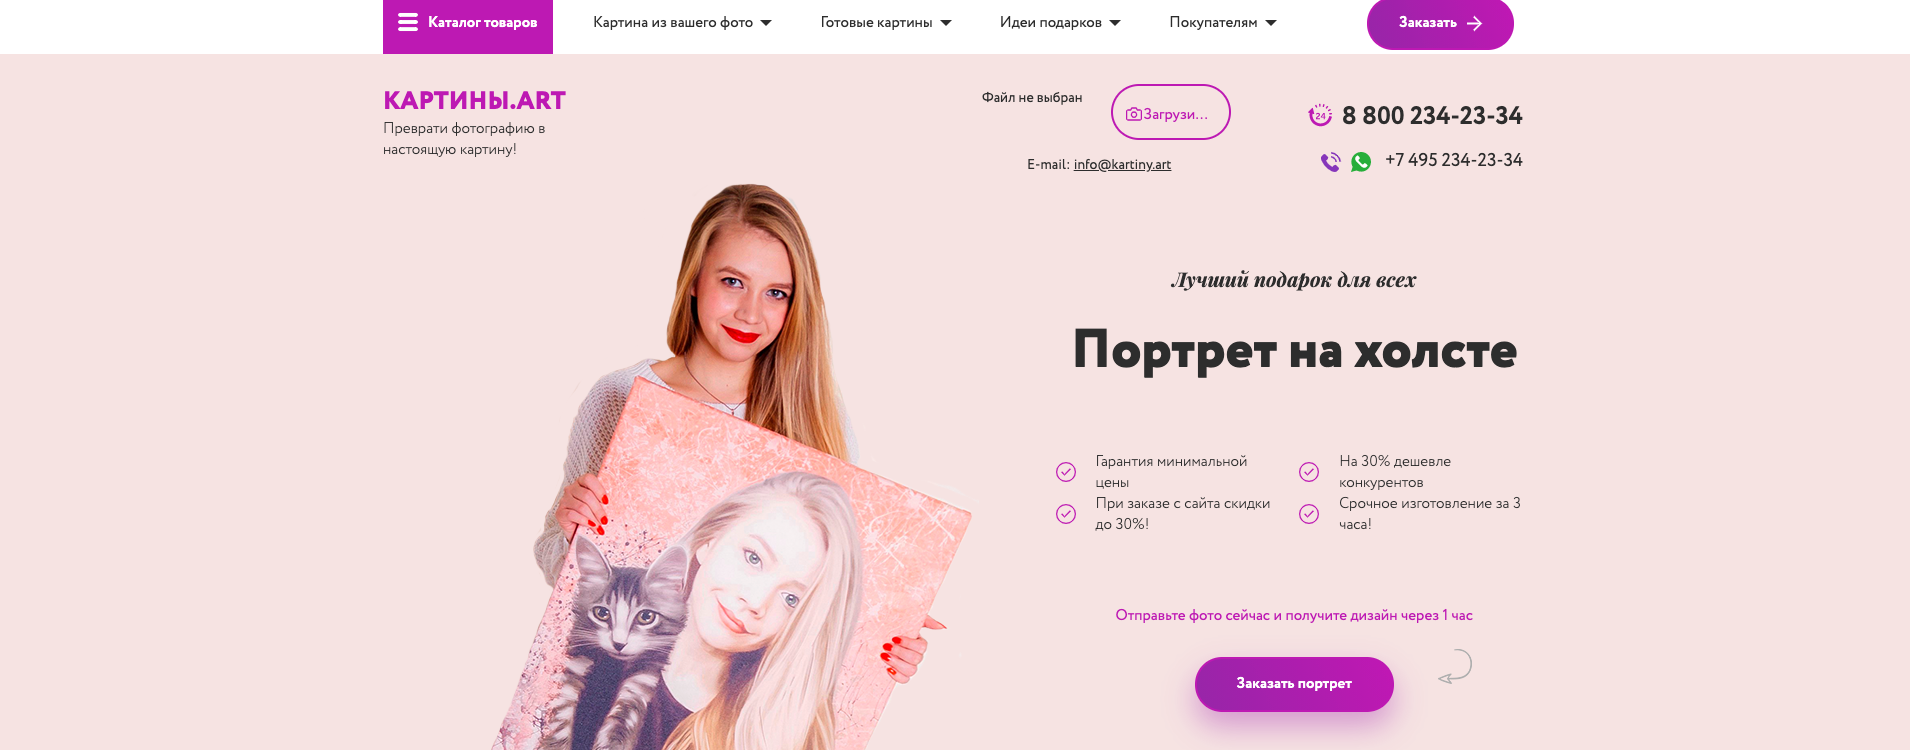 Каталог товаров
Картина из вашего фото
Готовые картины
Идеи подарков
Покупателям
Заказать
КАРТИНЫ.ART
Преврати фотографию в
настоящую картину!
Файл не выбран
Загрузи...
E-mail: info@kartiny.art
24
8 800 234-23-34
+7 495 234-23-34
Лучший подарок для всех
Портрет на холсте
Гарантия минимальной
цены
На 30% дешевле
конкурентов
При заказе с сайта скидки
до 30%!
Срочное изготовление за 3
часа!
Отправьте фото сейчас и получите дизайн через 1 час
Заказать портрет